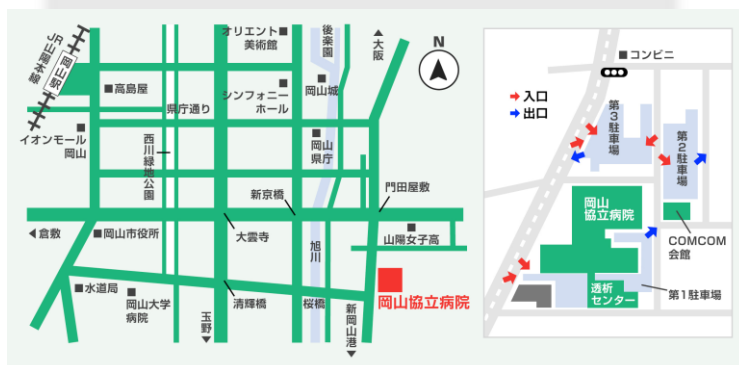 オリエント
美術館
後楽園
▲大阪
N
JR山陽本線
岡山駅
■高島屋
シンフォニー
ホール
■岡山城
県庁通り
イオンモール
岡山
西川緑地公園
■岡山
県庁
新京橋
門田屋敷
◀倉敷
■岡山市役所
大雲寺
旭川
山陽女子高
■水道局
岡山大学
病院
清輝橋
桜橋
岡山協立病院
玉野▼
新岡山港▼
■コンビニ
入口
出口
第3駐車場
第2駐車場
岡山
協立病院
COMCOM
会館
透析
センター
第1駐車場